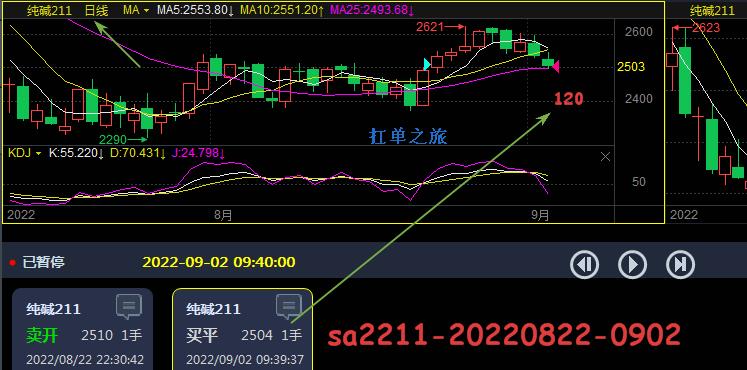 纯碱211 日线 MA MA5:2553.80↓ MA10:2551.20↑ MA25:2493.68↓
纯碱211
2621
2623
2600
2503
2400
120
2290
扛单之旅
KDJ K:55.220↓ D:70.431↓ J:24.798↓
50
2022 8月 9月
2022
已暂停 2022-09-02 09:40:00
纯碱211
卖开 2510 1手
2022/08/22 22:30:42
纯碱211
买平 2504 1手
2022/09/02 09:39:37
sa2211-20220822-0902